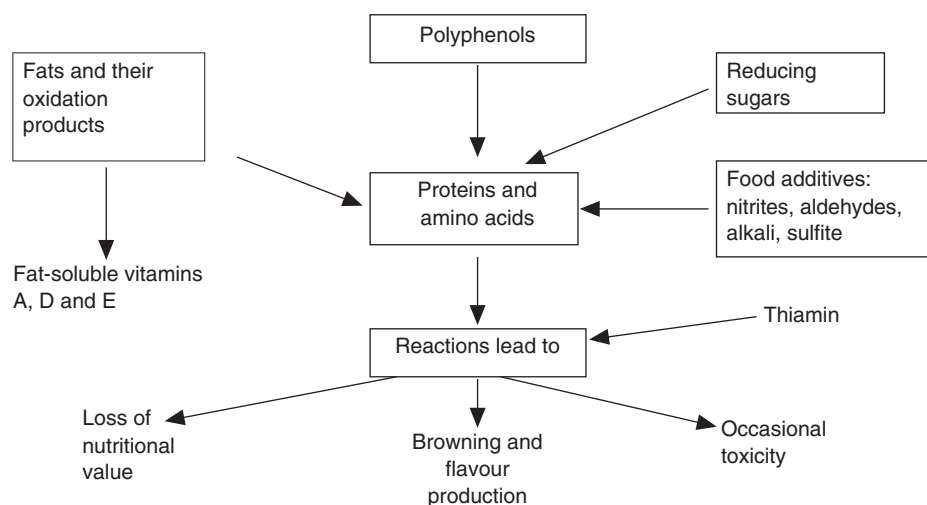 Polyphenols
Fats and their
oxidation
products
Reducing
sugars
Proteins and
amino acids
Food additives:
nitrites, aldehydes,
alkali, sulfite
Fat-soluble vitamins
A, D and E
Thiamin
Reactions lead to
Loss of
nutritional
value
Browning and
flavour
production
Occasional
toxicity